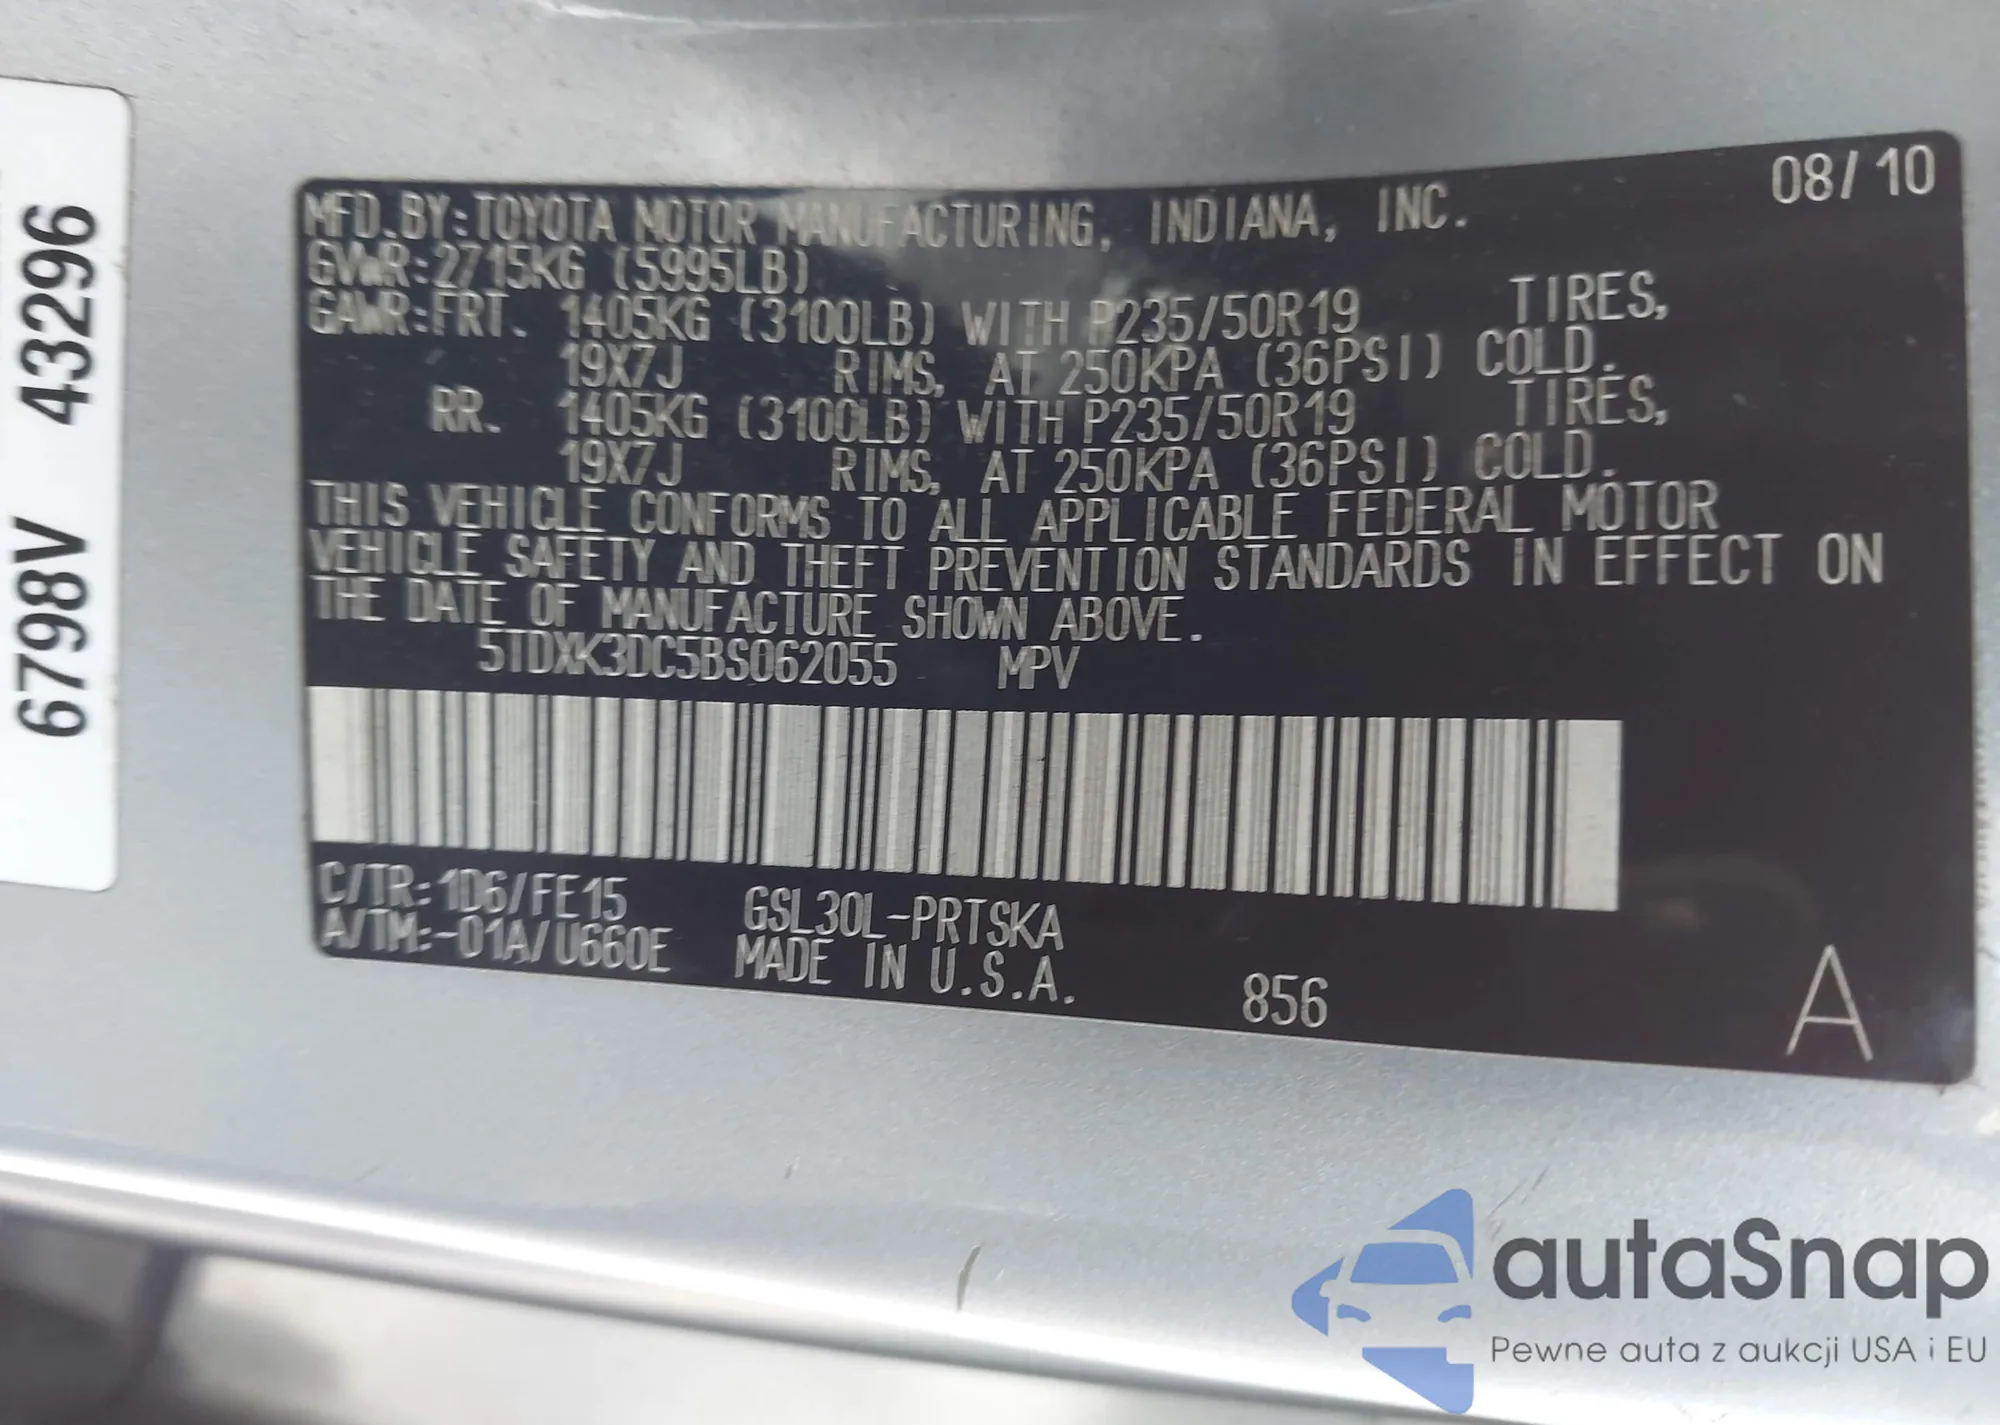 6798V 43296
08/10
MFD.BY:TOYOTA MOTOR MANUFACTURING, INDIANA, INC.
GVWR:2715KG (5995LB)
GAWR:FRT. 1405KG (3100LB) WITH P235/50R19 TIRES,
19X7J RIMS, AT 250KPA (36PSI) COLD.
RR. 1405KG (3100LB) WITH P235/50R19 TIRES,
19X7J RIMS, AT 250KPA (36PSI) COLD.
THIS VEHICLE CONFORMS TO ALL APPLICABLE FEDERAL MOTOR
VEHICLE SAFETY AND THEFT PREVENTION STANDARDS IN EFFECT ON
THE DATE OF MANUFACTURE SHOWN ABOVE.
5TDXK3DC5BS062055 MPV
C/TR:1D6/FE15 GSL30L-PRTSKA
A/TM:-01A/U660E MADE IN U.S.A. 856 A
autaSnap
Pewne auta z aukcji USA i EU